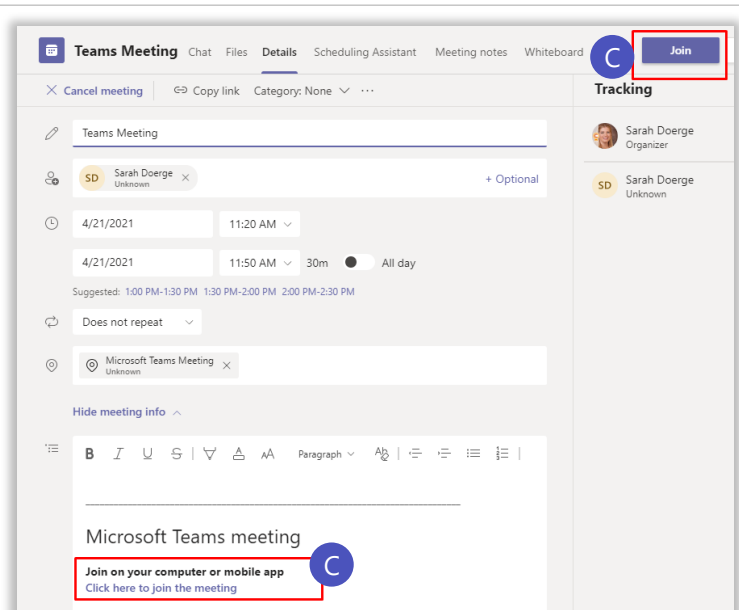 Teams Meeting Chat Files Details Scheduling Assistant Meeting notes Whiteboard C Join
Cancel meeting Copy link Category: None ...
Tracking
Teams Meeting
Sarah Doerge
Organizer
SD Sarah Doerge
Unknown
+ Optional
SD Sarah Doerge
Unknown
4/21/2021 11:20 AM
4/21/2021 11:50 AM 30m All day
Suggested: 1:00 PM-1:30 PM 1:30 PM-2:00 PM 2:00 PM-2:30 PM
Does not repeat
Microsoft Teams Meeting
Unknown
Hide meeting info
B I U S A AA Paragraph Ab
Microsoft Teams meeting
Join on your computer or mobile app C
Click here to join the meeting